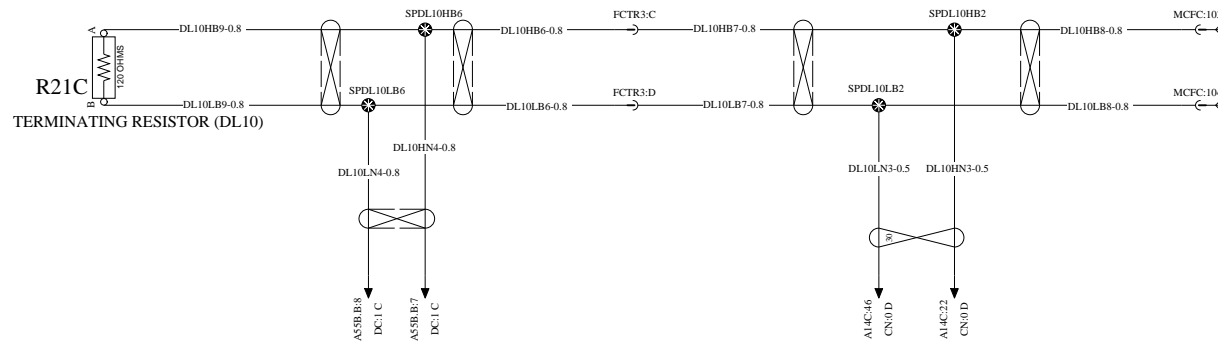 SPDL10HB6
FCTR3:C
SPDL10HB2
MCFC:10
A
DL10HB9-0.8
DL10HB6-0.8
DL10HB7-0.8
DL10HB8-0.8
120 OHMS
R21C
SPDL10LB6
FCTR3:D
SPDL10LB2
MCFC:10
B
DL10LB9-0.8
DL10LB6-0.8
DL10LB7-0.8
DL10LB8-0.8
TERMINATING RESISTOR (DL10)
DL10HN4-0.8
DL10LN4-0.8
DL10LN3-0.5
DL10HN3-0.5
30
A55B.B:8
DC:1 C
A55B.B:7
DC:1 C
A14C:46
CN:0 D
A14C:22
CN:0 D